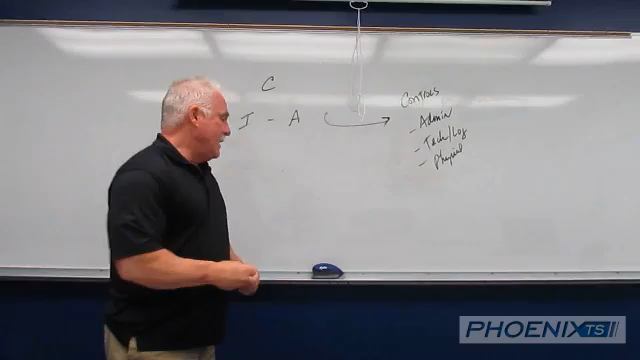 C
I - A
Controls
- Admin
- Tech/Log
- Physical
PHOENIX TS